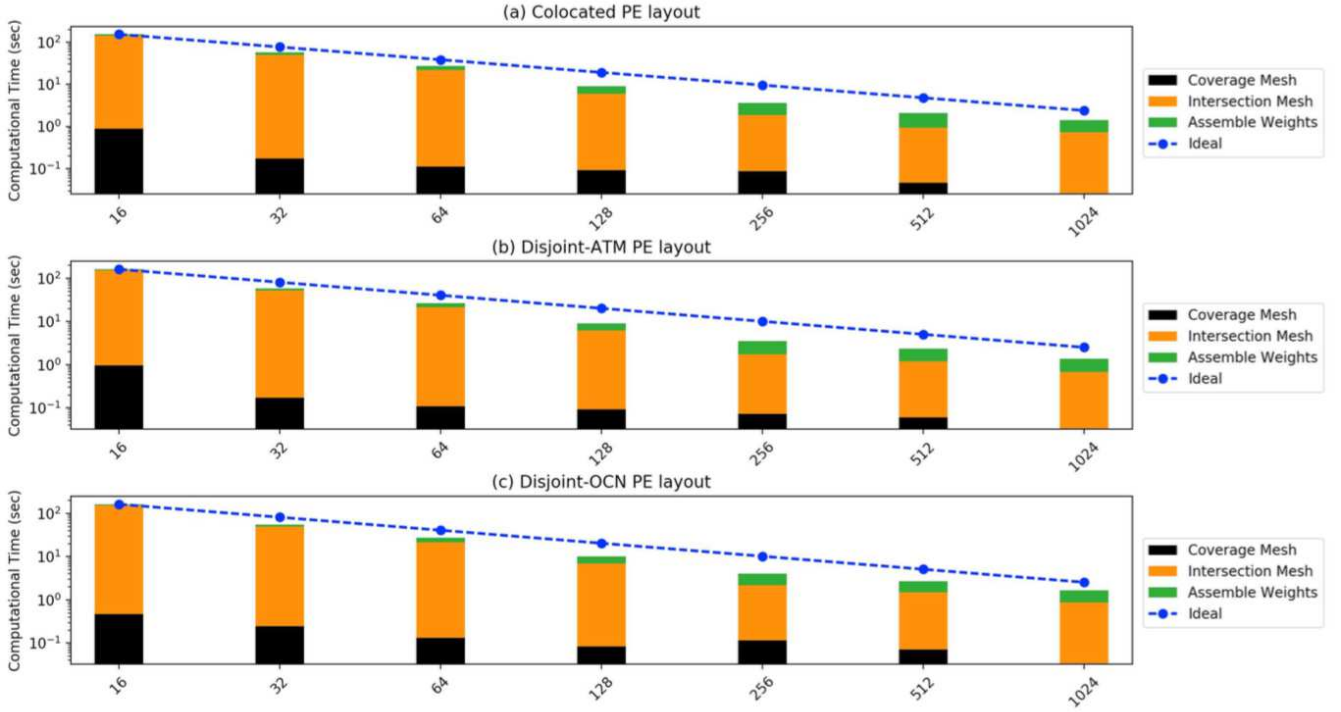 (a) Colocated PE layout
Computational Time (sec)
10²
10¹
10⁰
10⁻¹
16
32
64
128
256
512
1024
Coverage Mesh
Intersection Mesh
Assemble Weights
Ideal
(b) Disjoint-ATM PE layout
Computational Time (sec)
10²
10¹
10⁰
10⁻¹
16
32
64
128
256
512
1024
Coverage Mesh
Intersection Mesh
Assemble Weights
Ideal
(c) Disjoint-OCN PE layout
Computational Time (sec)
10²
10¹
10⁰
10⁻¹
16
32
64
128
256
512
1024
Coverage Mesh
Intersection Mesh
Assemble Weights
Ideal